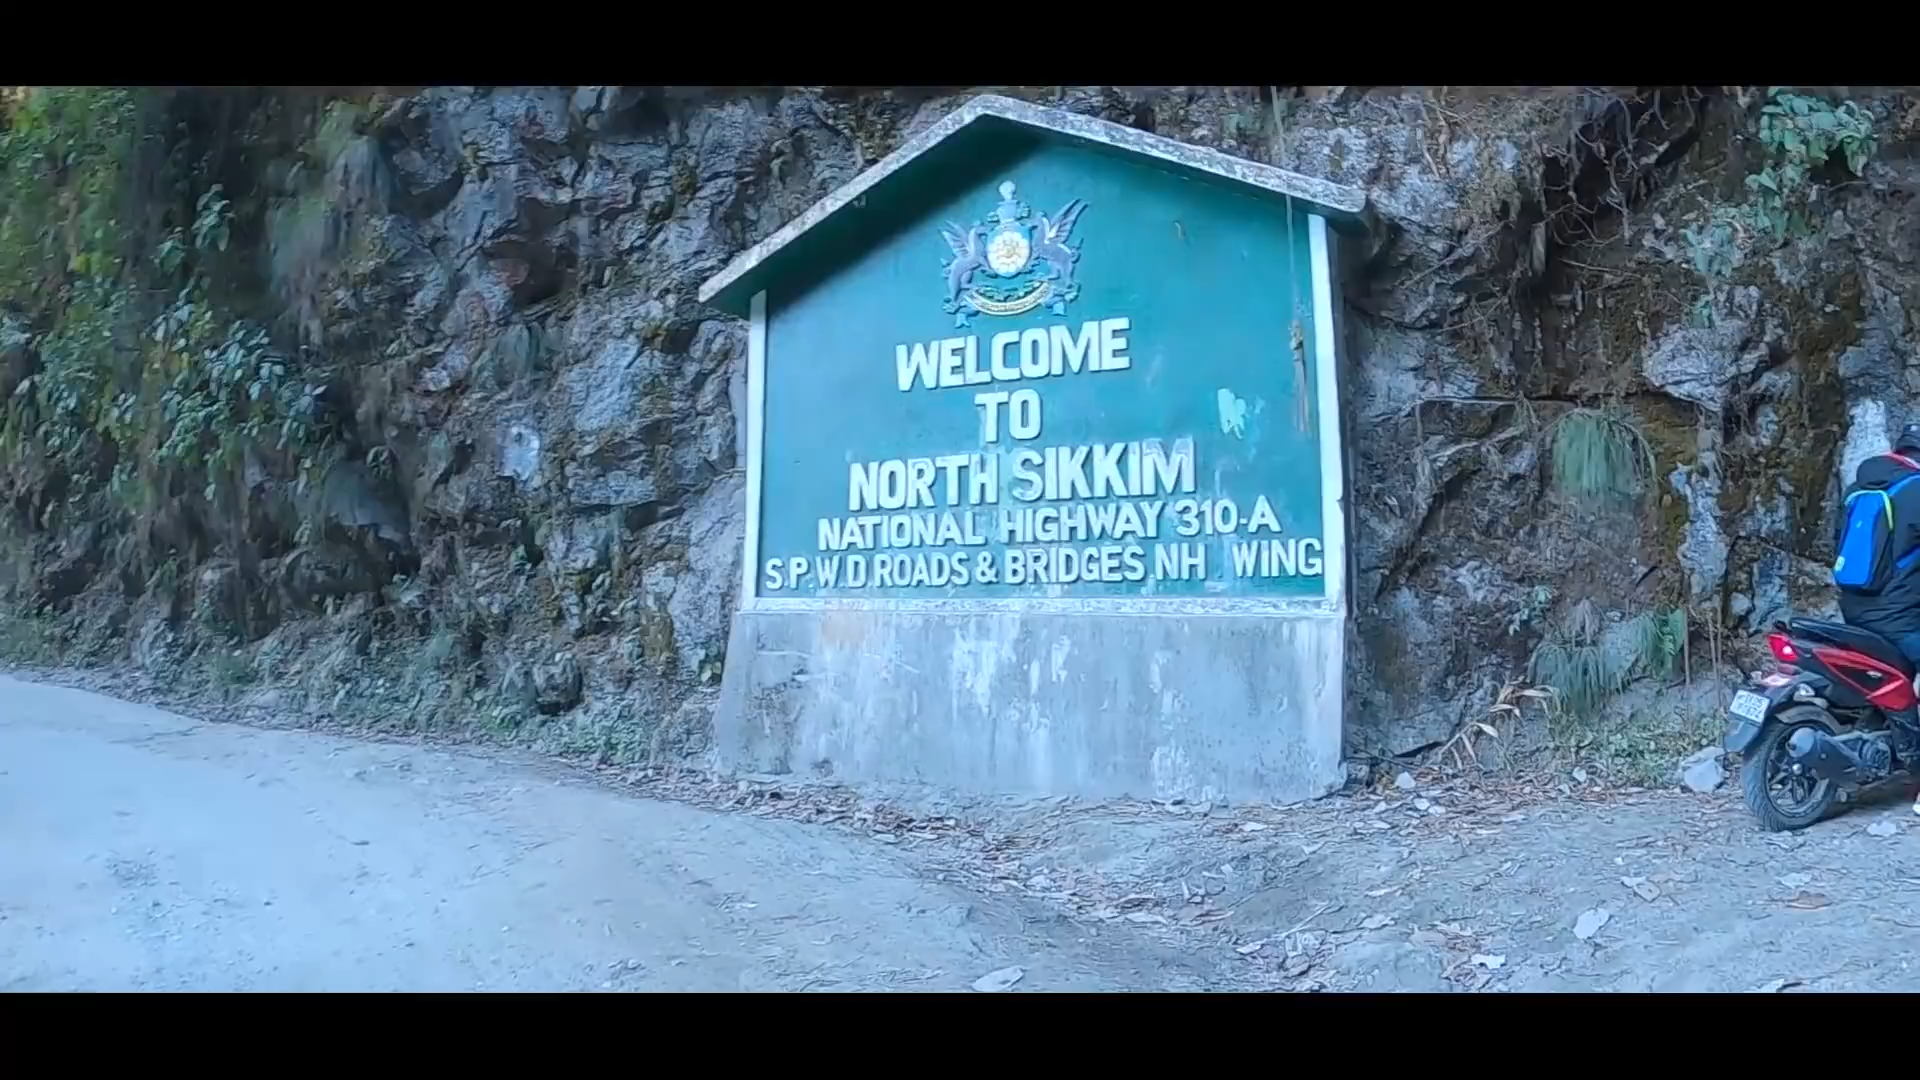 WELCOME
TO
NORTH SIKKIM
NATIONAL HIGHWAY 310-A
S.P.W.D.ROADS & BRIDGES NH WING